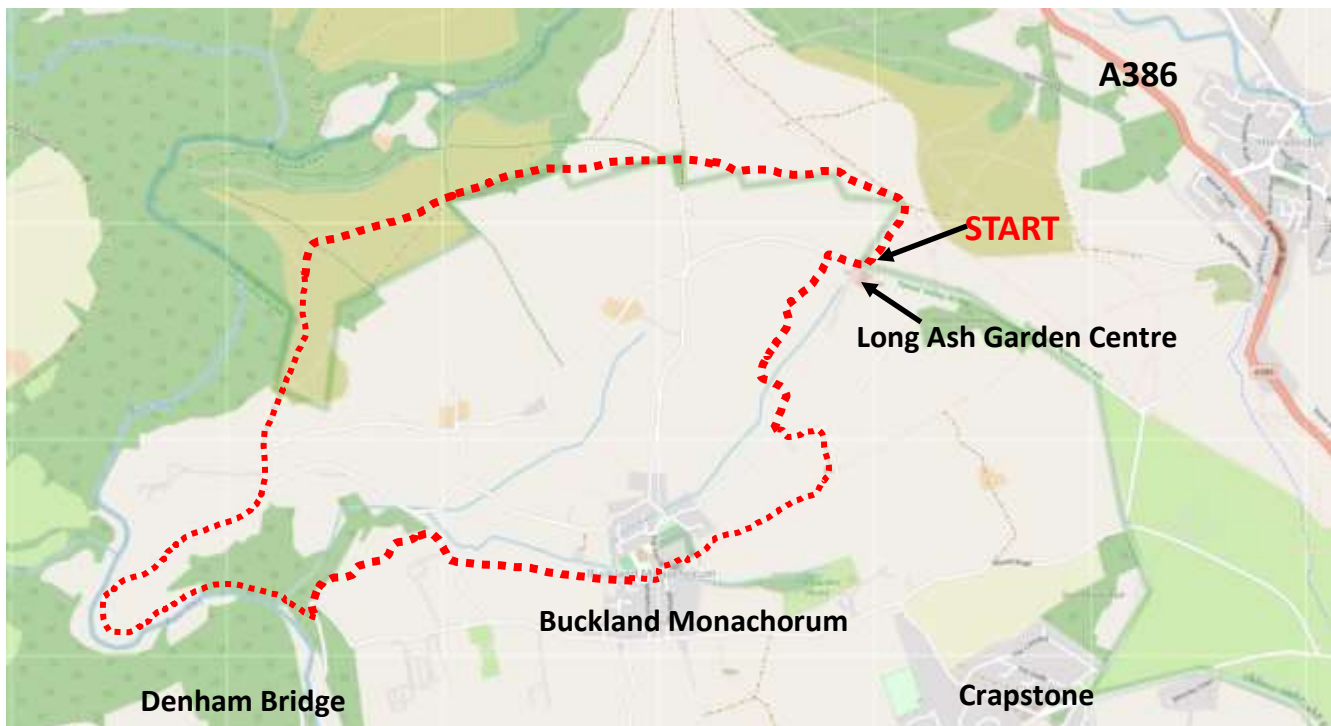 A386
START
Long Ash Garden Centre
Buckland Monachorum
Denham Bridge
Crapstone